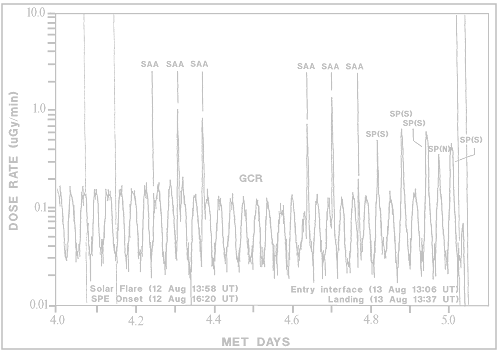 10.0
SAA SAA SAA SAA SAA SAA
1.0
SP(S)
SP(S)
SP(S) SP(S)
SP(N)
GCR
0.1
Solar Flare (12 Aug 13:58 UT) Entry interface (13 Aug 13:06 UT)
SPE Onset (12 Aug 16:20 UT) Landing (13 Aug 13:37 UT)
0.01
4.0 4.2 4.4 4.6 4.8 5.0
MET DAYS
DOSE RATE (uGy/min)